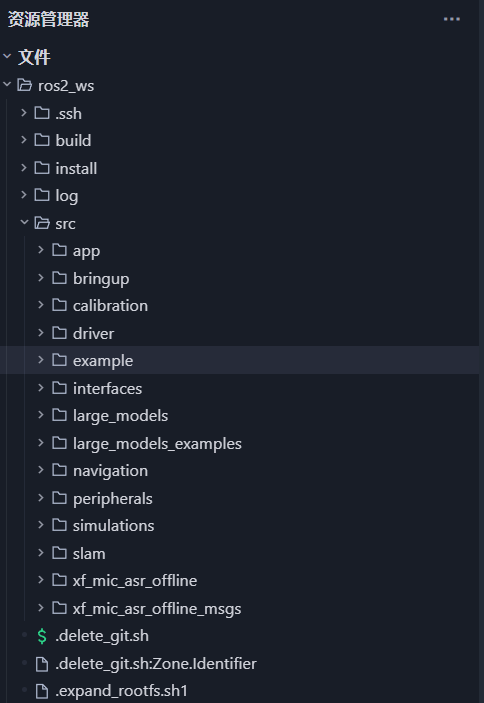 资源管理器
文件
ros2_ws
.ssh
build
install
log
src
app
bringup
calibration
driver
example
interfaces
large_models
large_models_examples
navigation
peripherals
simulations
slam
xf_mic_asr_offline
xf_mic_asr_offline_msgs
.delete_git.sh
.delete_git.sh:Zone.Identifier
.expand_rootfs.sh1